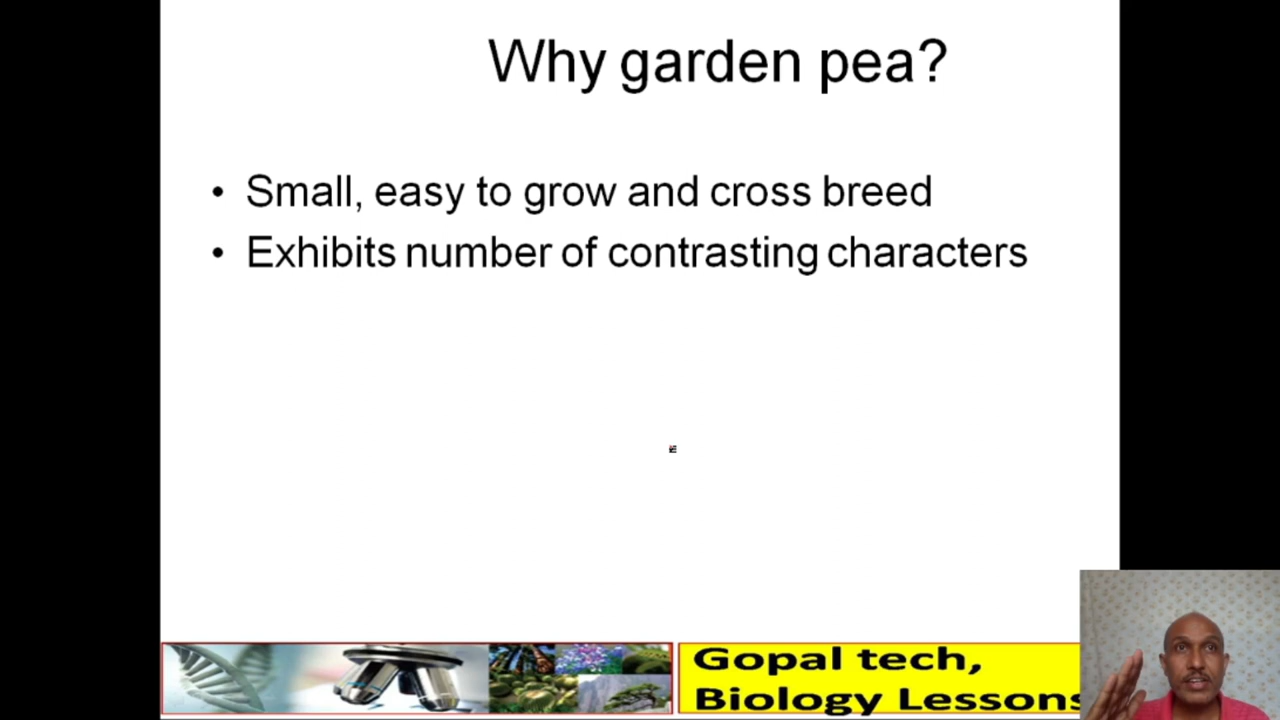 Why garden pea?
• Small, easy to grow and cross breed
• Exhibits number of contrasting characters
Gopal tech,
Biology Lessons